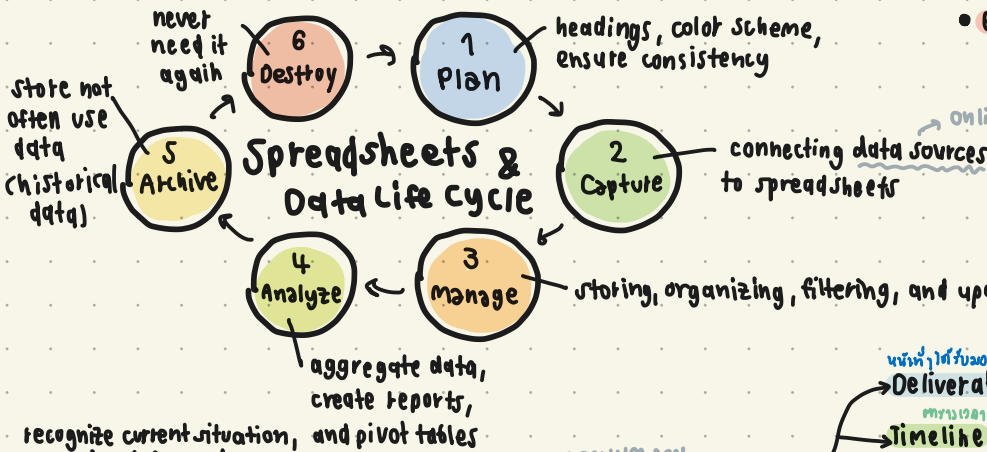 never
need it
again
6
Destroy
1
Plan
headings, color scheme,
ensure consistency
store not
often use
data
(historical
data)
5
Archive
Spreadsheets &
Data Life Cycle
2
Capture
connecting data sources
to spreadsheets
4
Analyze
3
Manage
storing, organizing, filtering, and
aggregate data,
create reports,
and pivot tables
recognize current situation,
Timeline